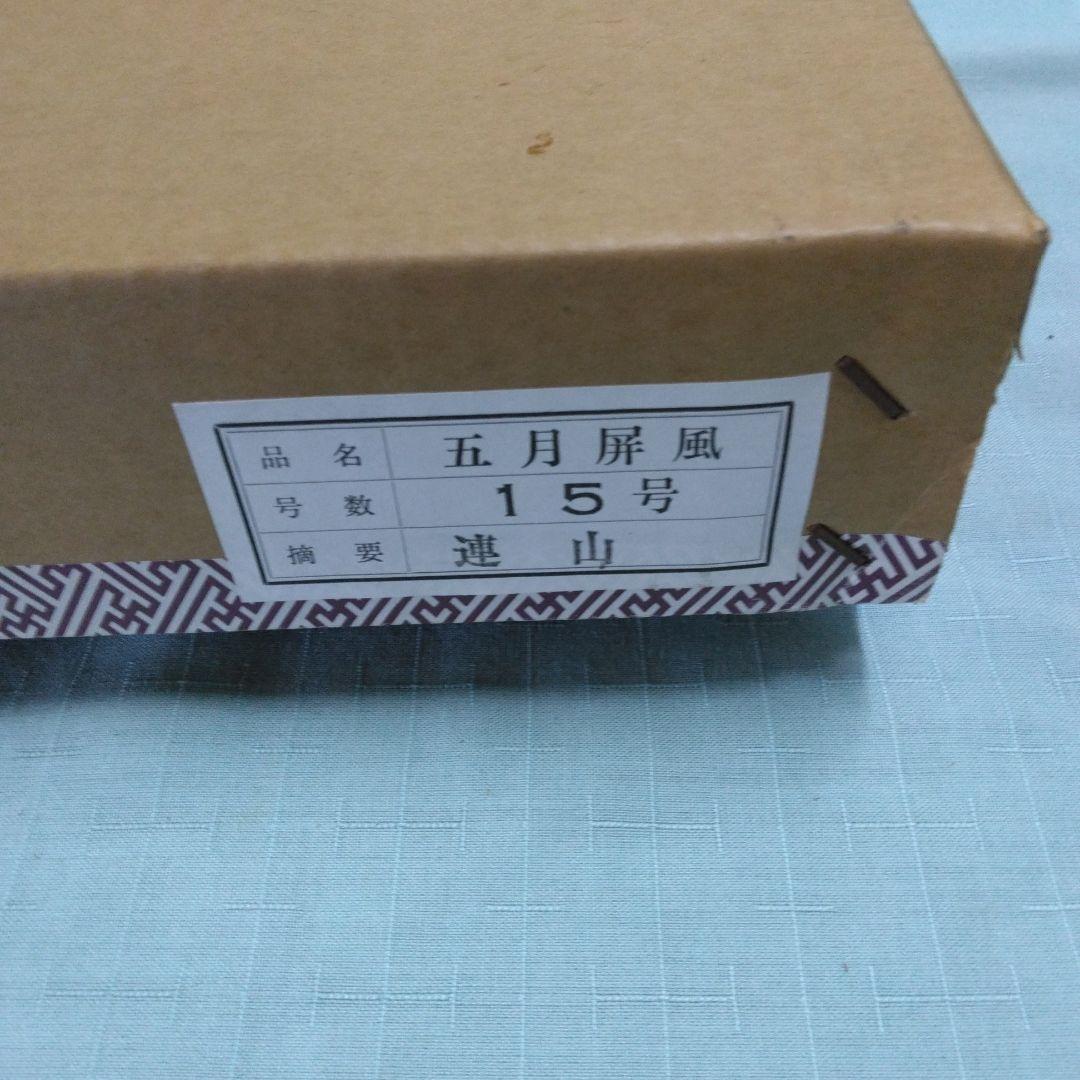 品名 五月屏風
号数 15号
摘要 連山